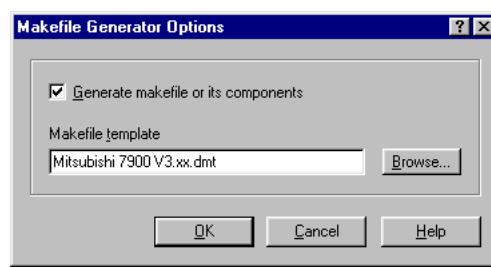 Makefile Generator Options
Generate makefile or its components
Makefile template
Mitsubishi 7900 V3.xx.dmt
Browse...
OK
Cancel
Help